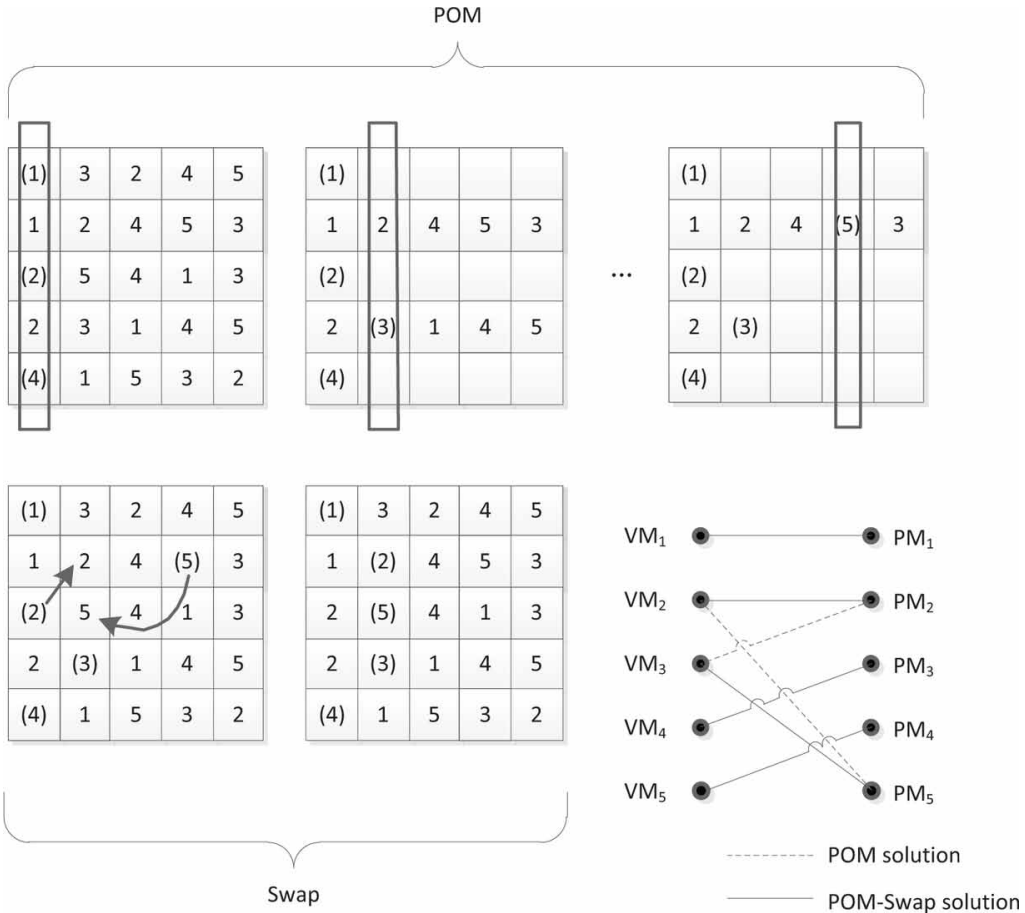 POM
(1) 3 2 4 5
1 2 4 5 3
(2) 5 4 1 3
2 3 1 4 5
(4) 1 5 3 2
(1)
1 2 4 5 3
(2)
2 (3) 1 4 5
(4)
...
(1)
1 2 4 (5) 3
(2)
2 (3)
(4)
(1) 3 2 4 5
1 2 4 (5) 3
(2) 5 4 1 3
2 (3) 1 4 5
(4) 1 5 3 2
(1) 3 2 4 5
1 (2) 4 5 3
2 (5) 4 1 3
2 (3) 1 4 5
(4) 1 5 3 2
Swap
VM₁ PM₁
VM₂ PM₂
VM₃ PM₃
VM₄ PM₄
VM₅ PM₅
POM solution
POM-Swap solution